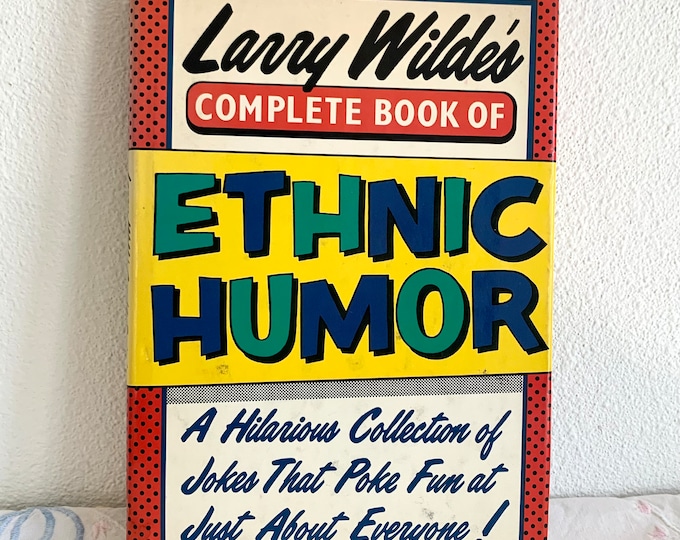 Larry Wilde's
COMPLETE BOOK OF
ETHNIC
HUMOR
A Hilarious Collection of
Jokes That Poke Fun at
Just About Everyone!